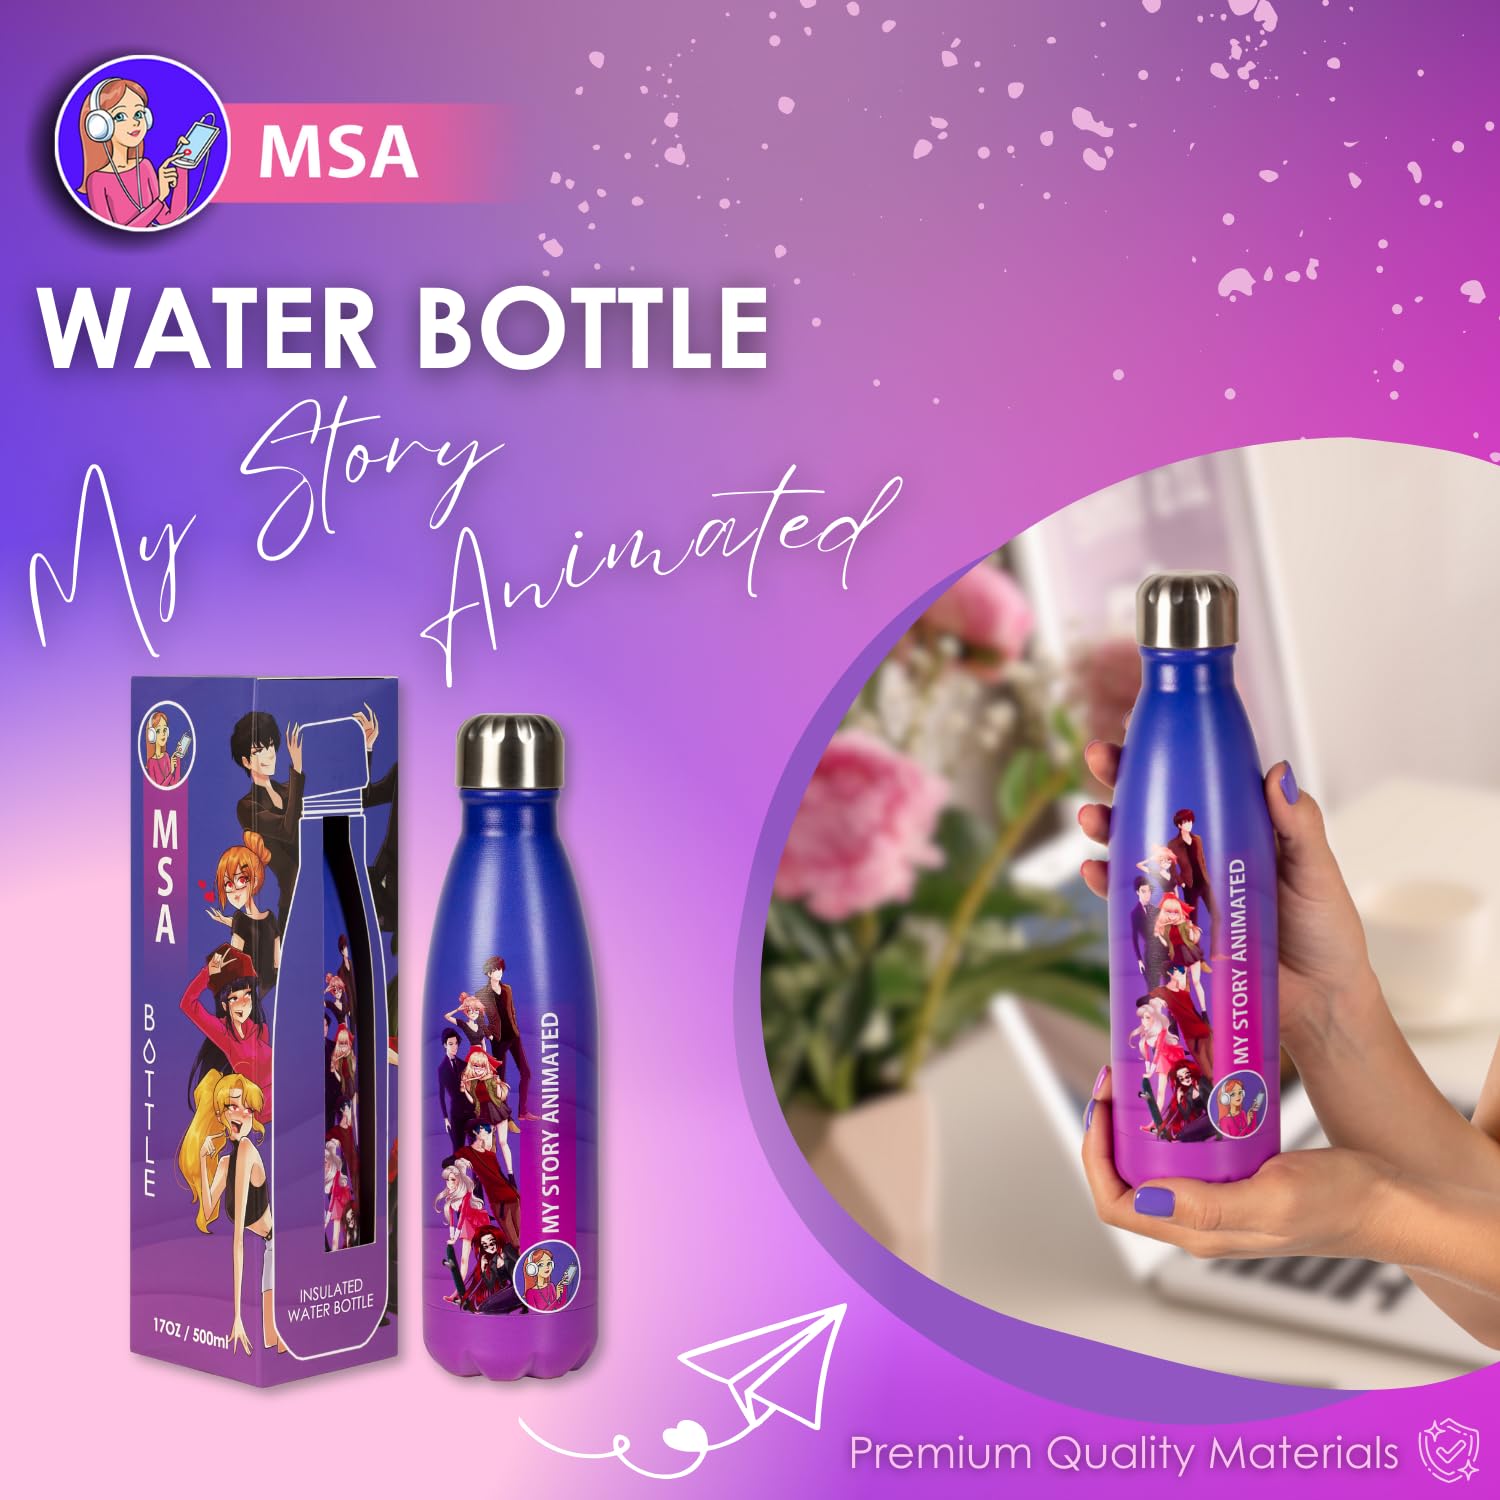 MSA
WATER BOTTLE
My Story
Animated
MSA
BOTTLE
17OZ / 500ml
INSULATED
WATER BOTTLE
MY STORY ANIMATED
MY STORY ANIMATED
Premium Quality Materials